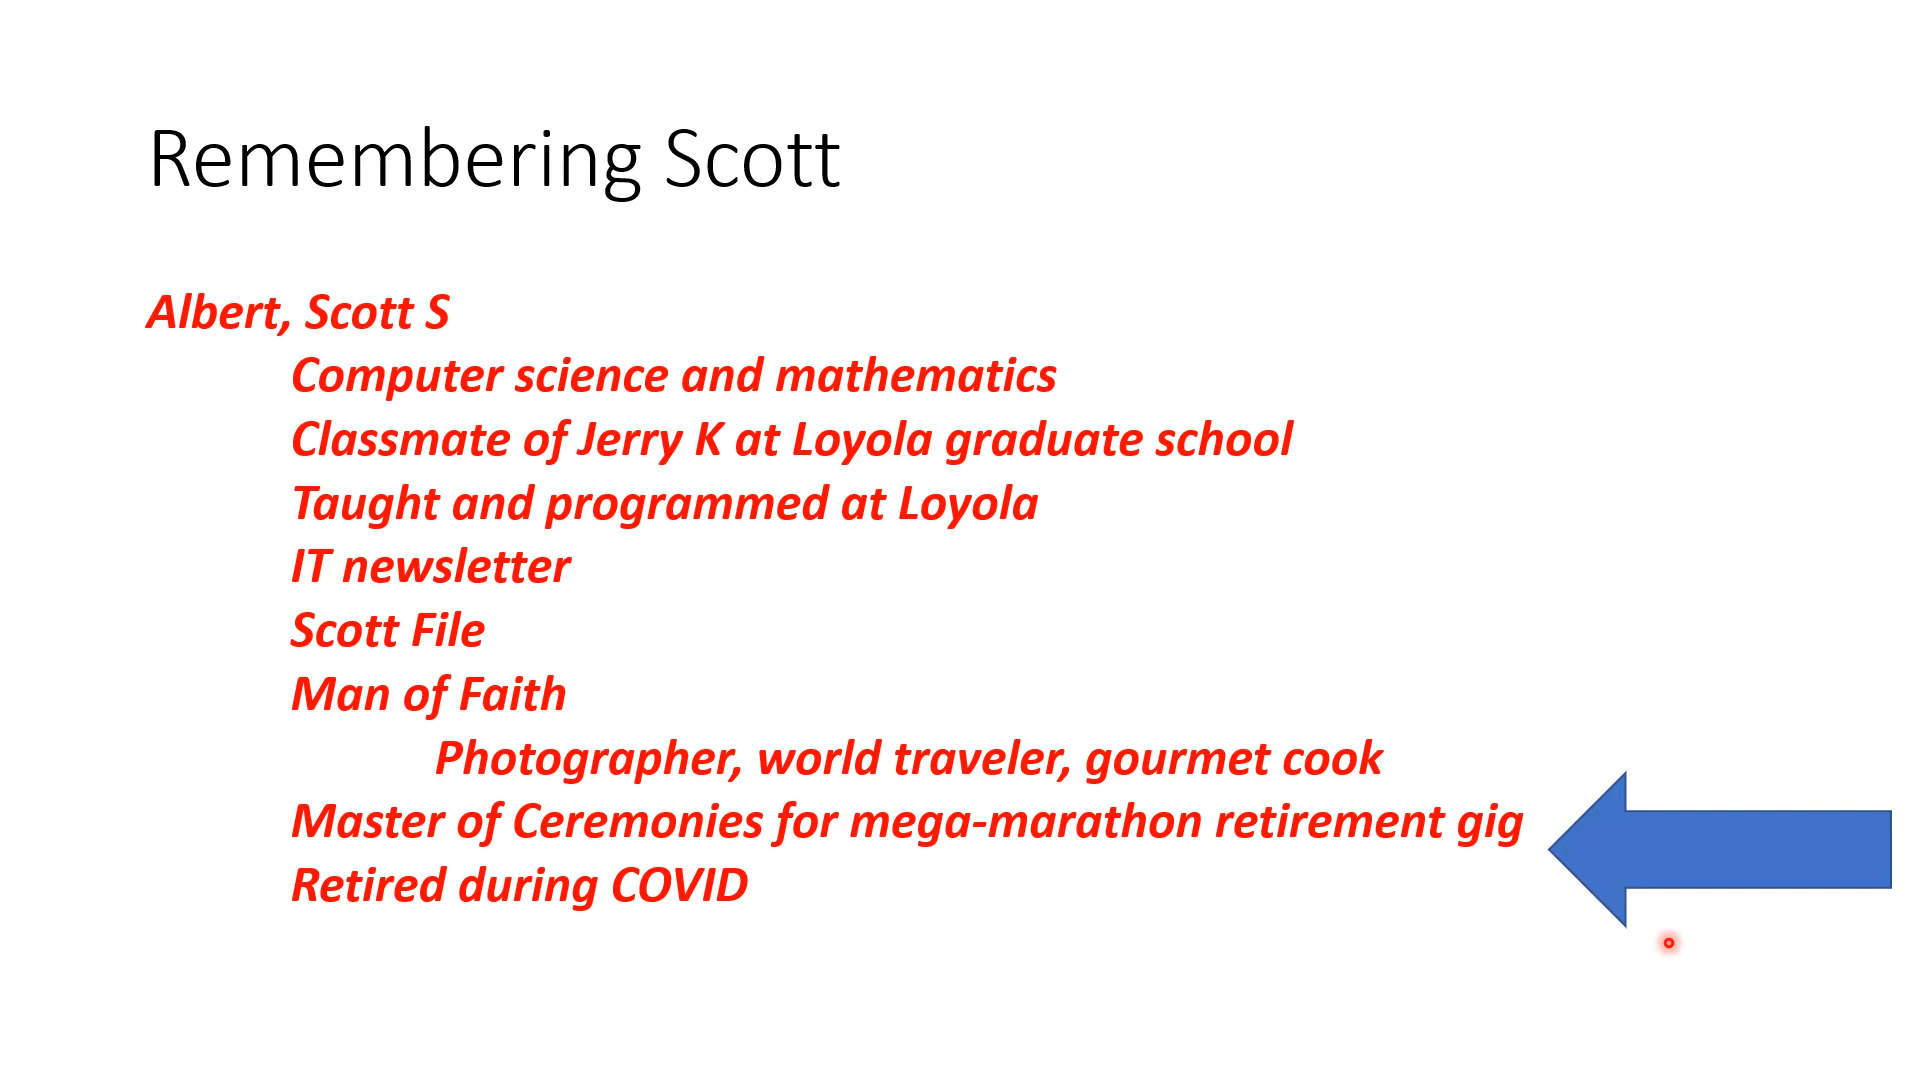 Remembering Scott
Albert, Scott S
Computer science and mathematics
Classmate of Jerry K at Loyola graduate school
Taught and programmed at Loyola
IT newsletter
Scott File
Man of Faith
Photographer, world traveler, gourmet cook
Master of Ceremonies for mega-marathon retirement gig
Retired during COVID